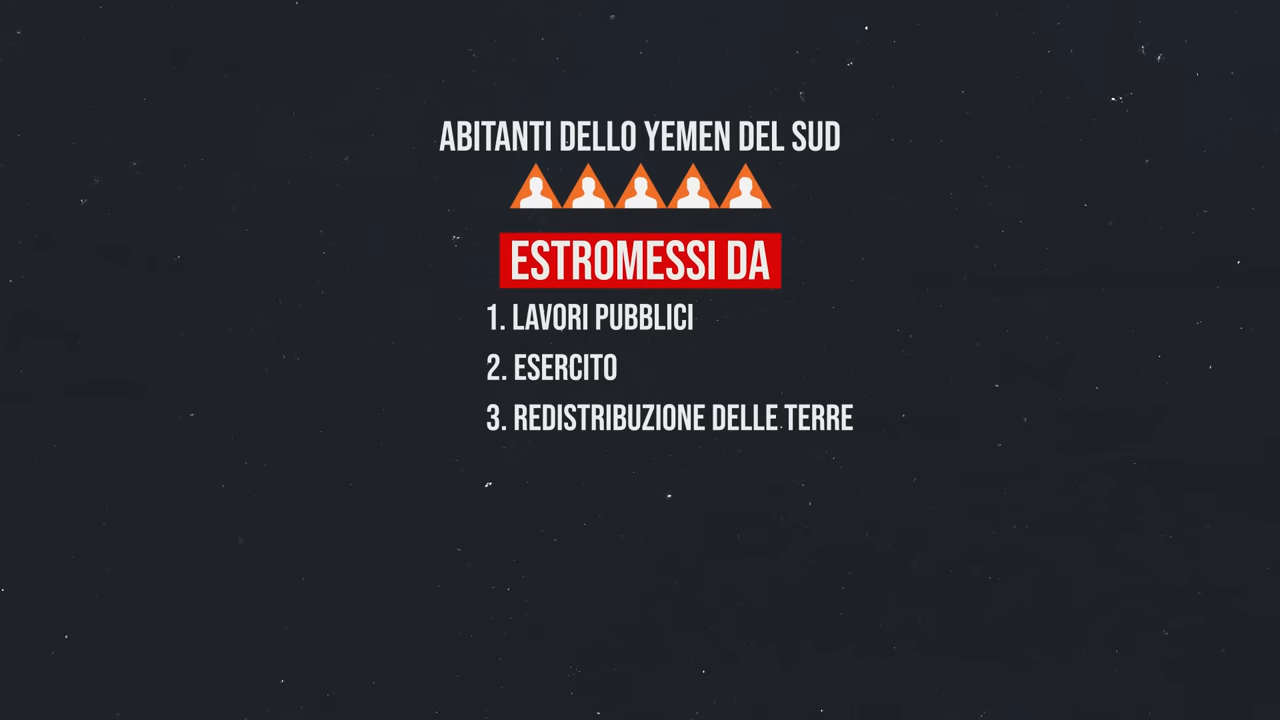 ABITANTI DELLO YEMEN DEL SUD
ESTROMESSI DA
1. LAVORI PUBBLICI
2. ESERCITO
3. REDISTRIBUZIONE DELLE TERRE